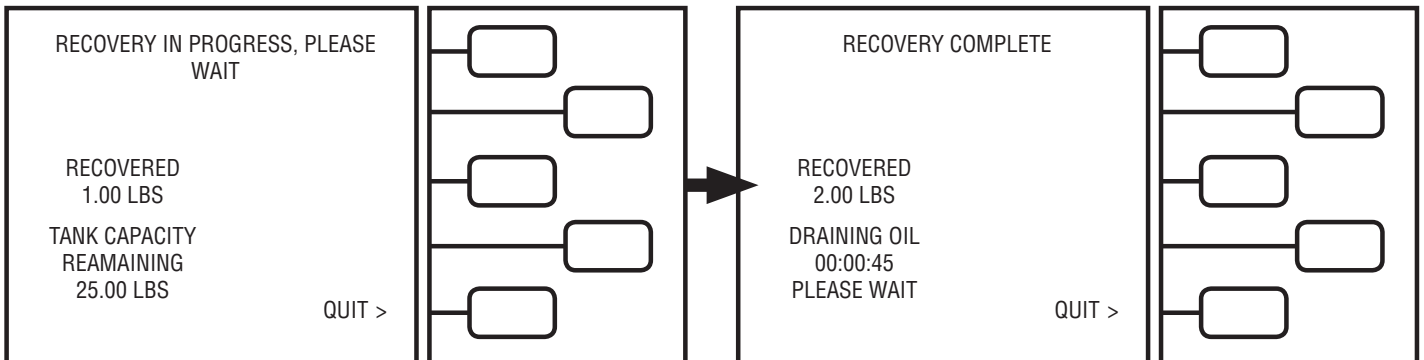 RECOVERY IN PROGRESS, PLEASE
WAIT
RECOVERED
1.00 LBS
TANK CAPACITY
REAMAINING
25.00 LBS
QUIT >
RECOVERY COMPLETE
RECOVERED
2.00 LBS
DRAINING OIL
00:00:45
PLEASE WAIT
QUIT >